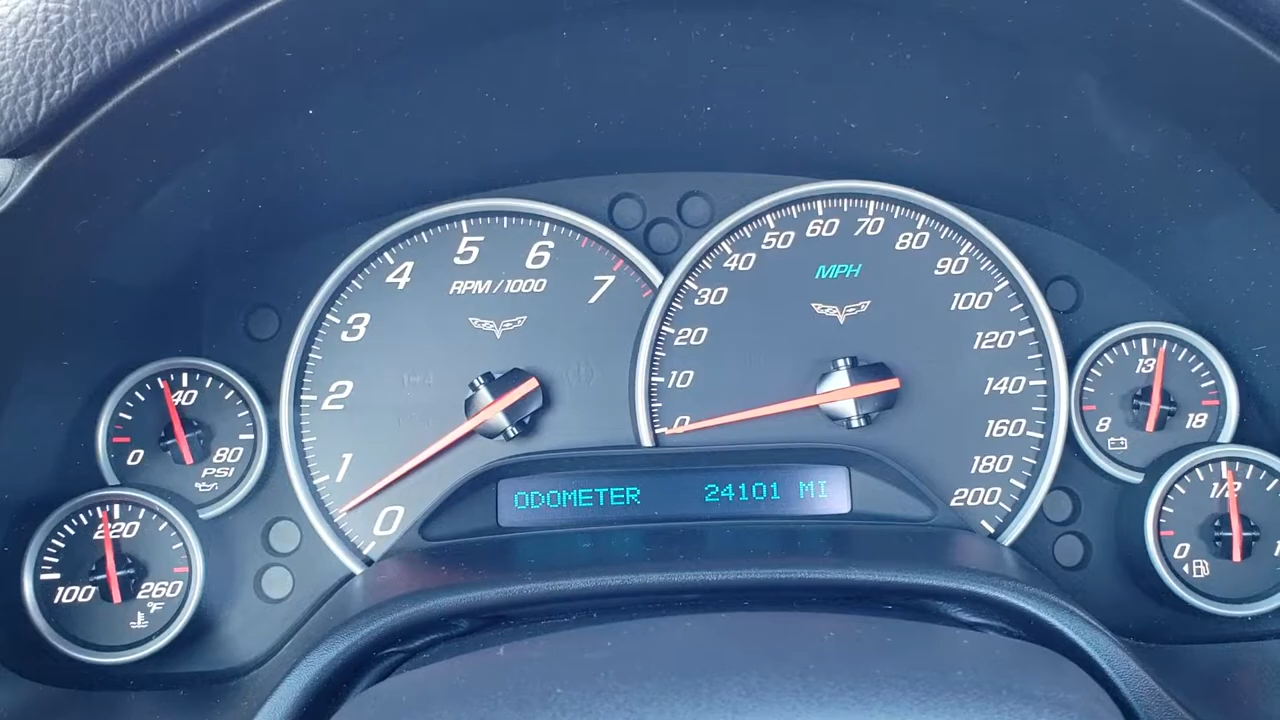 0 1 2 3 4 5 6 7
RPM / 1000
0 10 20 30 40 50 60 70 80 90 100 120 140 160 180 200
MPH
0 40 80
PSI
100 220 260
°F
8 13 18
0 1/2 1
ODOMETER 24101 MI